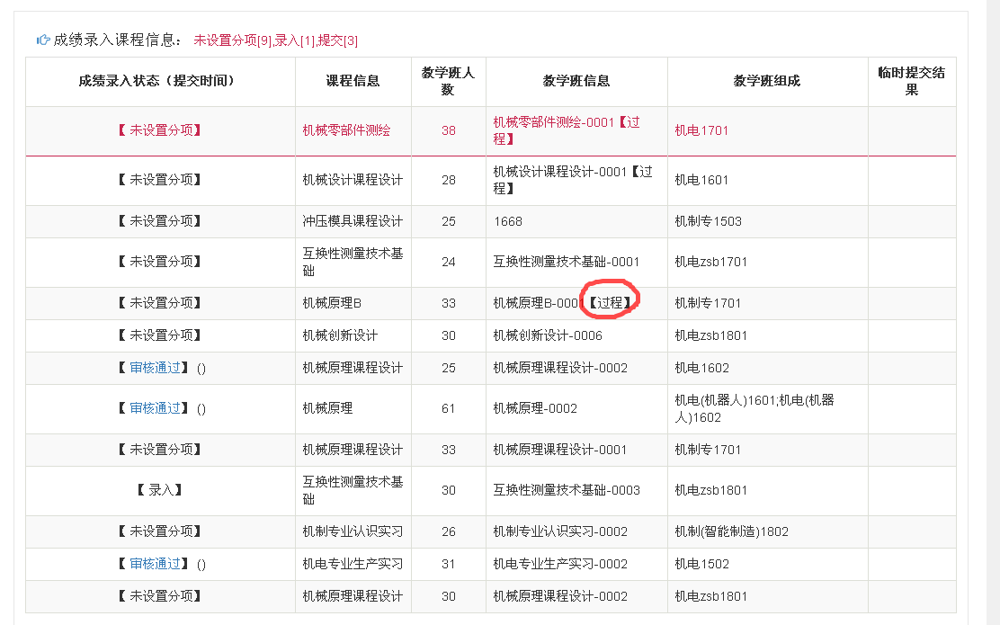 成绩录入课程信息： 未设置分项[9],录入[1],提交[3]
成绩录入状态（提交时间） 课程信息 教学班人数 教学班信息 教学班组成 临时提交结果
【 未设置分项】 机械零部件测绘 38 机械零部件测绘-0001【过程】 机电1701
【 未设置分项】 机械设计课程设计 28 机械设计课程设计-0001【过程】 机电1601
【 未设置分项】 冲压模具课程设计 25 1668 机制专1503
【 未设置分项】 互换性测量技术基础 24 互换性测量技术基础-0001 机电zsb1701
【 未设置分项】 机械原理B 33 机械原理B-0001【过程】 机制专1701
【 未设置分项】 机械创新设计 30 机械创新设计-0006 机电zsb1801
【 审核通过】 () 机械原理课程设计 25 机械原理课程设计-0002 机电1602
【 审核通过】 () 机械原理 61 机械原理-0002 机电(机器人)1601;机电(机器人)1602
【 未设置分项】 机械原理课程设计 33 机械原理课程设计-0001 机制专1701
【 录入】 互换性测量技术基础 30 互换性测量技术基础-0003 机电zsb1801
【 未设置分项】 机制专业认识实习 26 机制专业认识实习-0002 机制(智能制造)1802
【 审核通过】 () 机电专业生产实习 31 机电专业生产实习-0002 机电1502
【 未设置分项】 机械原理课程设计 30 机械原理课程设计-0002 机电zsb1801